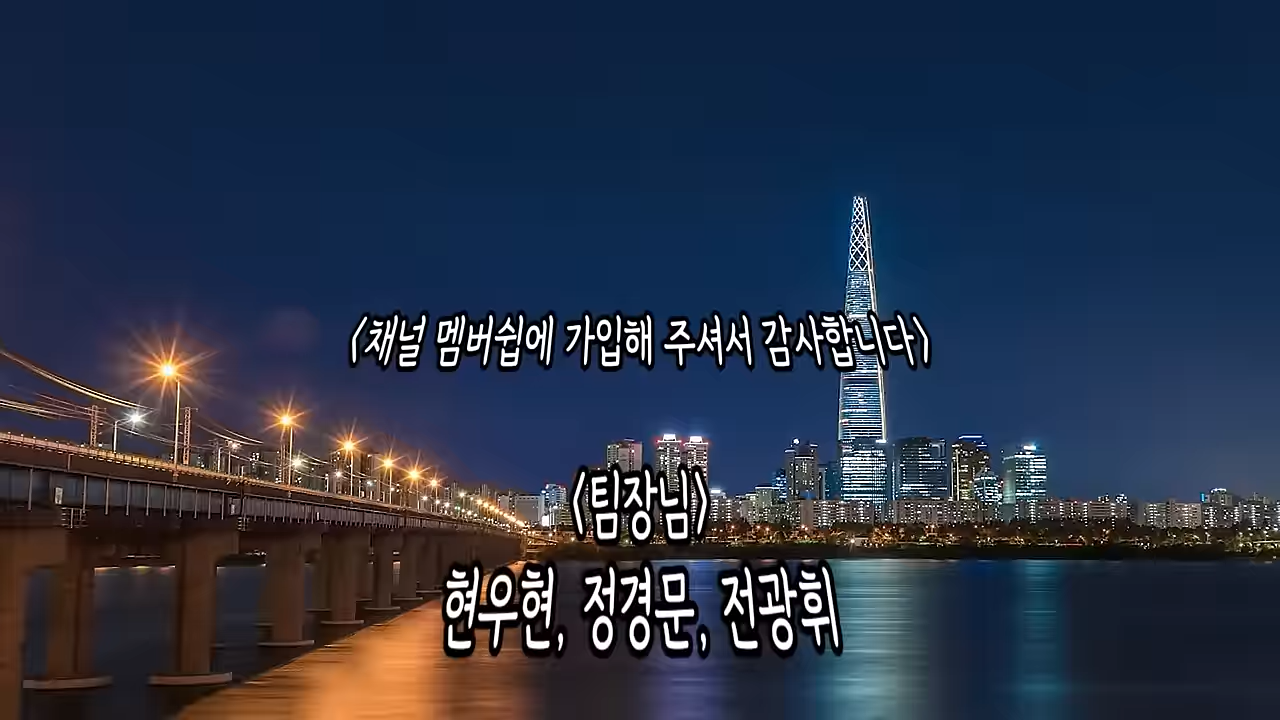 <채널 멤버쉽에 가입해 주셔서 감사합니다>
<팀장님>
현우현, 정경문, 전광휘